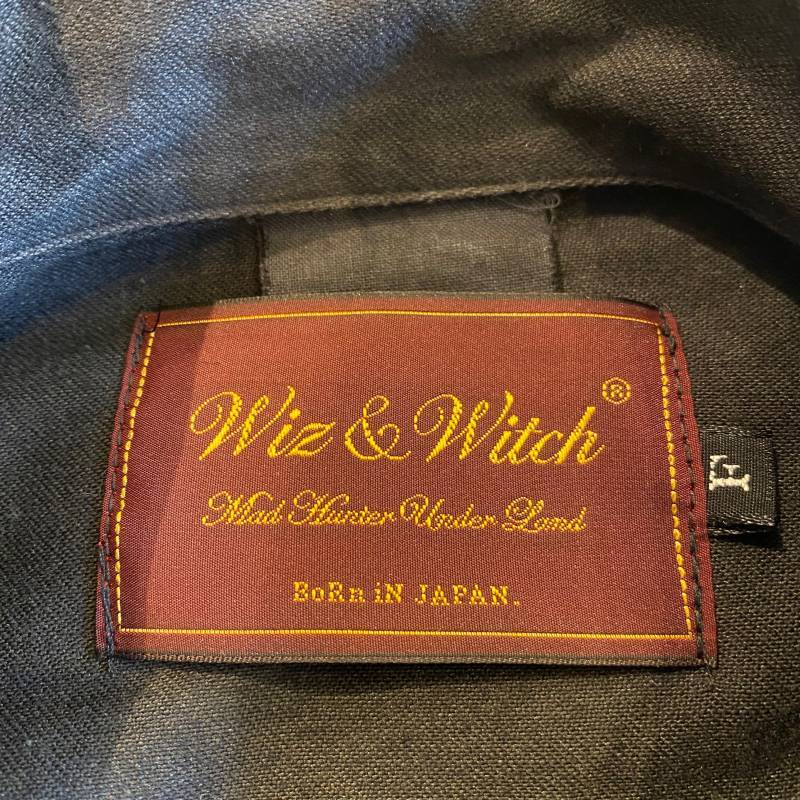 Wiz & Witch®
Mad Hunter Under Land
BoRn iN JAPAN.
F